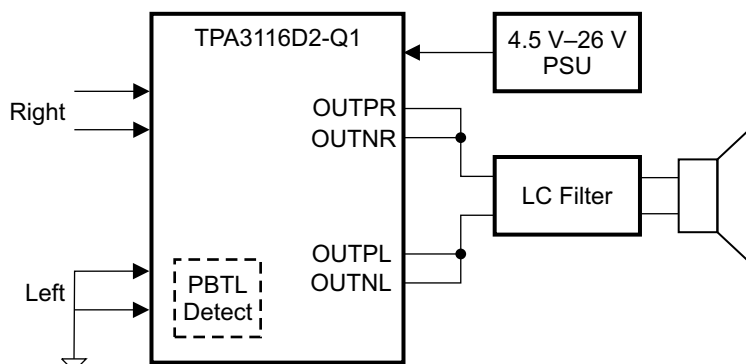 TPA3116D2-Q1
4.5 V–26 V
PSU
Right
OUTPR
OUTNR
LC Filter
OUTPL
OUTNL
Left
PBTL
Detect